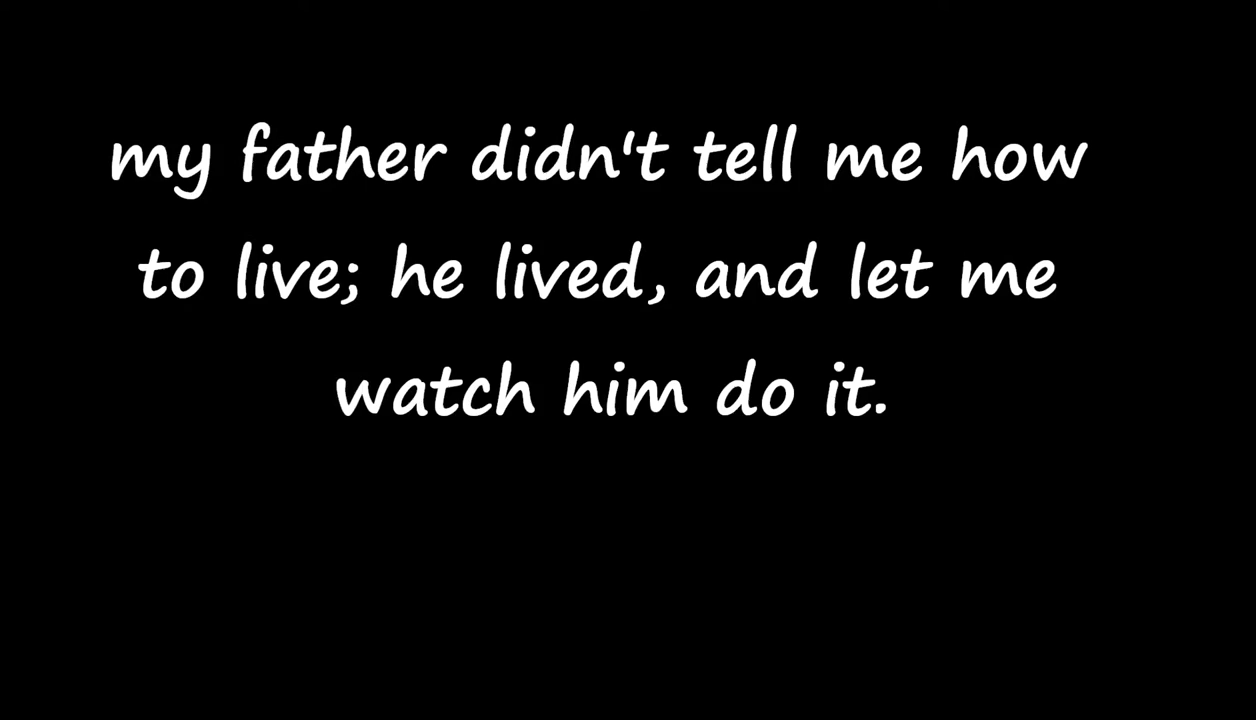 my father didn't tell me how
to live; he lived, and let me
watch him do it.